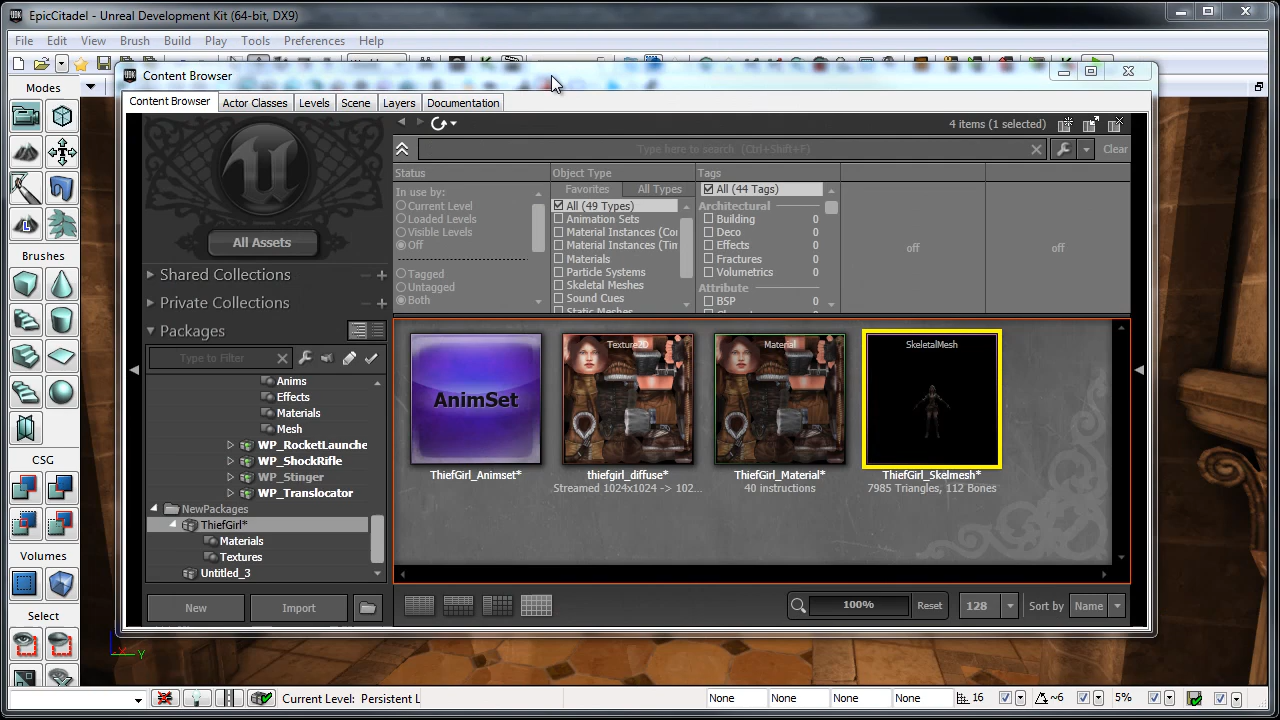 EpicCitadel - Unreal Development Kit (64-bit, DX9)
File Edit View Brush Build Play Tools Preferences Help
Content Browser
Content Browser Actor Classes Levels Scene Layers Documentation
Modes
Brushes
CSG
Volumes
Select
All Assets
Shared Collections
Private Collections
Packages
Type to Filter
Anims
Effects
Materials
Mesh
WP_RocketLaunche
WP_ShockRifle
WP_Stinger
WP_Translocator
NewPackages
ThiefGirl*
Materials
Textures
Untitled_3
New Import
4 items (1 selected)
Type here to search (Ctrl+Shift/F) Clear
Status
In use by:
Current Level
Loaded Levels
Visible Levels
Off
Tagged
Untagged
Both
Object Type
Favorites All Types
All (49 Types)
Animation Sets
Material Instances (Co
Material Instances (Tim
Materials
Particle Systems
Skeletal Meshes
Sound Cues
Static Meshes
Tags
All (44 Tags)
Architectural
Building 0
Deco 0
Effects 0
Fractures 0
Volumetrics 0
Attribute
BSP 0
off off
AnimSet
Texture2D
Material
SkeletalMesh
ThiefGirl_Animset*
thiefgirl_diffuse*
Streamed 1024x1024 -> 102...
ThiefGirl_Material*
40 instructions
ThiefGirl_Skelmesh*
7985 Triangles, 112 Bones
100% Reset 128 Sort by Name
X Y
Current Level: Persistent L
None None None None 16 ~6 5%